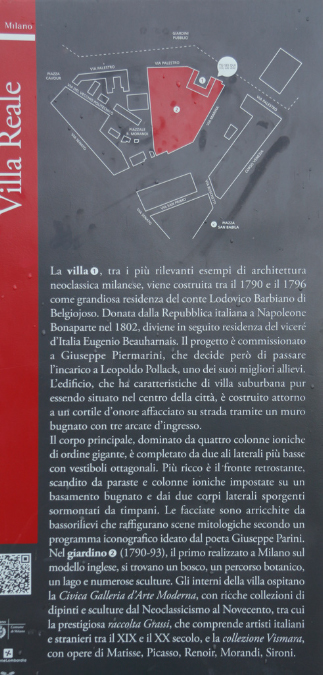 Milano
Villa Reale
GIARDINI
PUBBLICI
VIA PALESTRO
VIA PALESTRO
PIAZZA
CAVOUR
VIA PALESTRO
PIAZZALE
VIA MARINA
VIA SENATO
CORSO VENEZIA
PIAZZA
SAN BABILA
La villa 1, tra i più rilevanti esempi di architettura
neoclassica milanese, viene costruita tra il 1790 e il 1796
come grandiosa residenza del conte Lodovico Barbiano di
Belgiojoso. Donata dalla Repubblica italiana a Napoleone
Bonaparte nel 1802, diviene in seguito residenza del viceré
d'Italia Eugenio Beauharnais. Il progetto è commissionato
a Giuseppe Piermarini, che decide però di passare
l'incarico a Leopoldo Pollack, uno dei suoi migliori allievi.
L'edificio, che ha caratteristiche di villa suburbana pur
essendo situato nel centro della città, è costruito attorno
a un cortile d'onore affacciato su strada tramite un muro
bugnato con tre arcate d'ingresso.
Il corpo principale, dominato da quattro colonne ioniche
di ordine gigante, è completato da due ali laterali più basse
con vestiboli ottagonali. Più ricco è il fronte retrostante,
scandito da paraste e colonne ioniche impostate su un
basamento bugnato e dai due corpi laterali sporgenti
sormontati da timpani. Le facciate sono arricchite da
bassorilievi che raffigurano scene mitologiche secondo un
programma iconografico ideato dal poeta Giuseppe Parini.
Nel giardino 2 (1790-93), il primo realizzato a Milano sul
modello inglese, si trovano un bosco, un percorso botanico,
un lago e numerose sculture. Gli interni della villa ospitano
la Civica Galleria d'Arte Moderna, con ricche collezioni di
dipinti e sculture dal Neoclassicismo al Novecento, tra cui
la prestigiosa raccolta Grassi, che comprende artisti italiani
e stranieri tra il XIX e il XX secolo, e la collezione Vismara,
con opere di Matisse, Picasso, Renoir, Morandi, Sironi.